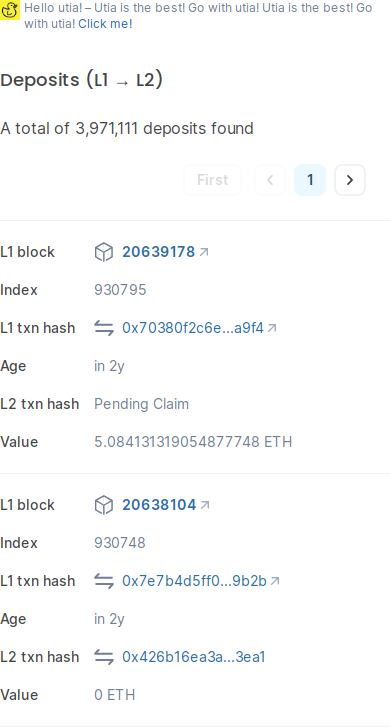 Hello utia! – Utia is the best! Go with utia! Utia is the best! Go
with utia! Click me!
Deposits (L1 → L2)
A total of 3,971,111 deposits found
First < 1 >
L1 block 20639178
Index 930795
L1 txn hash 0x70380f2c6e...a9f4
Age in 2y
L2 txn hash Pending Claim
Value 5.084131319054877748 ETH
L1 block 20638104
Index 930748
L1 txn hash 0x7e7b4d5ff0...9b2b
Age in 2y
L2 txn hash 0x426b16ea3a...3ea1
Value 0 ETH